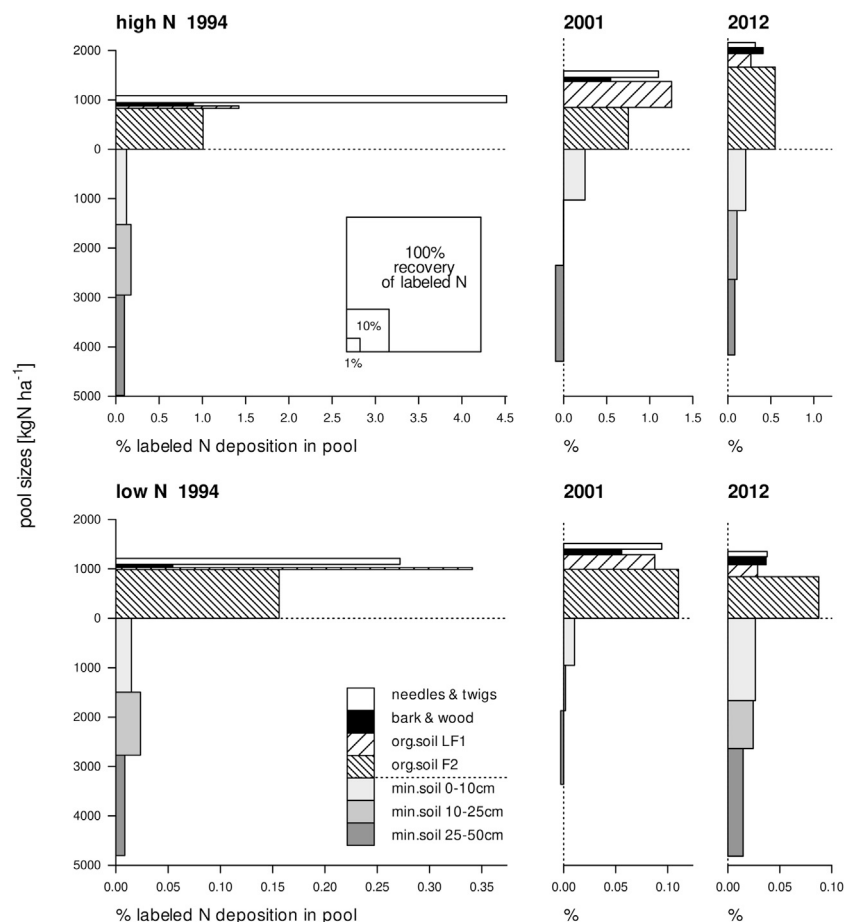 high N 1994
2001
2012
2000
1000
0
1000
2000
3000
4000
5000
100%
recovery
of labeled N
10%
1%
0.0 0.5 1.0 1.5 2.0 2.5 3.0 3.5 4.0 4.5
0.0 0.5 1.0 1.5
0.0 0.5 1.0
% labeled N deposition in pool
%
%
pool sizes [kgN ha-1]
low N 1994
2001
2012
2000
1000
0
1000
2000
3000
4000
5000
needles & twigs
bark & wood
org.soil LF1
org.soil F2
min.soil 0-10cm
min.soil 10-25cm
min.soil 25-50cm
0.00 0.05 0.10 0.15 0.20 0.25 0.30 0.35
0.00 0.05 0.10
0.00 0.05 0.10
% labeled N deposition in pool
%
%